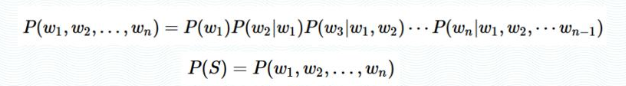 P(w₁, w₂, …, wₙ) = P(w₁)P(w₂|w₁)P(w₃|w₁, w₂) ⋯ P(wₙ|w₁, w₂, ⋯ wₙ₋₁)
P(S) = P(w₁, w₂, …, wₙ)